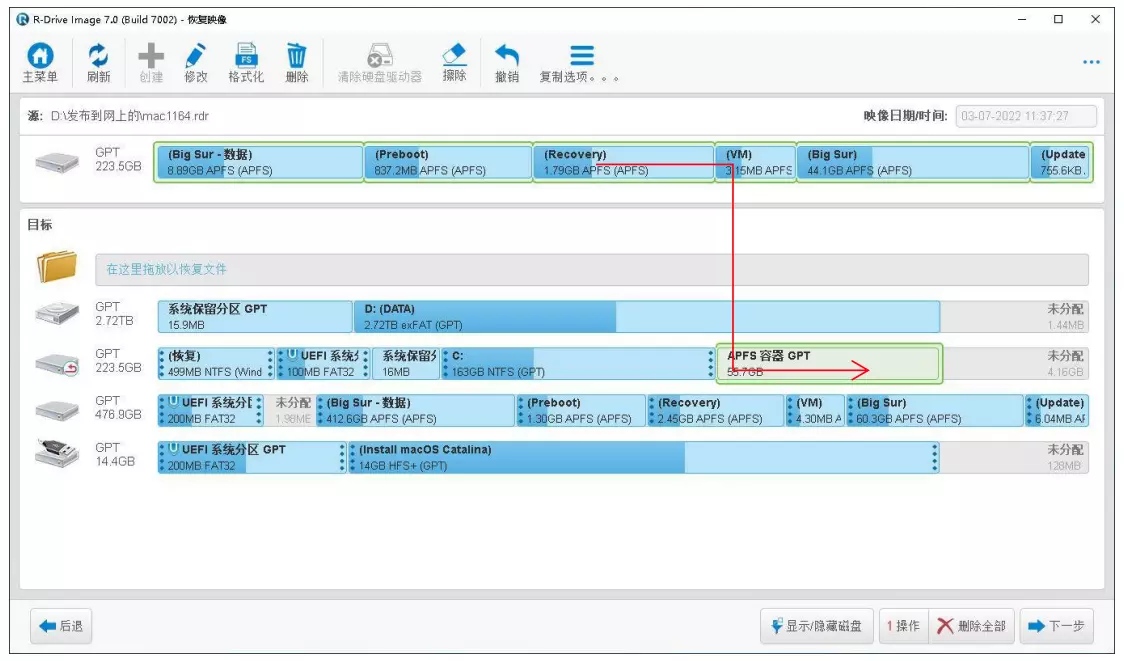 R-Drive Image 7.0 (Build 7002) - 恢复映像
主菜单
刷新
创建
修改
格式化
删除
清除硬盘驱动器
擦除
撤销
复制选项。。。
源: D:\发布到网上的\mac1164.rdr
映像日期/时间: 03-07-2022 11:37:27
GPT
223.5GB
(Big Sur - 数据)
8.89GB APFS (APFS)
(Preboot)
837.2MB APFS (APFS)
(Recovery)
1.79GB APFS (APFS)
(VM)
3.15MB APFS
(Big Sur)
44.1GB APFS (APFS)
(Update
755.6KB .
目标
在这里拖放以恢复文件
GPT
2.72TB
系统保留分区 GPT
15.9MB
D: (DATA)
2.72TB exFAT (GPT)
未分配
1.44MB
GPT
223.5GB
(恢复)
499MB NTFS (Wind
UEFI 系统分
100MB FAT32
系统保留分
16MB
C:
163GB NTFS (GPT)
APFS 容器 GPT
55.7GB
未分配
4.16GB
GPT
476.9GB
UEFI 系统分区
200MB FAT32
未分配
1.98ME
(Big Sur - 数据)
412.6GB APFS (APFS)
(Preboot)
1.30GB APFS (APFS)
(Recovery)
2.45GB APFS (APFS)
(VM)
4.30MB A
(Big Sur)
60.3GB APFS (APFS)
(Update)
6.04MB AF
GPT
14.4GB
UEFI 系统分区 GPT
200MB FAT32
(Install macOS Catalina)
14GB HFS+ (GPT)
未分配
128MB
后退
显示/隐藏磁盘
1 操作
删除全部
下一步